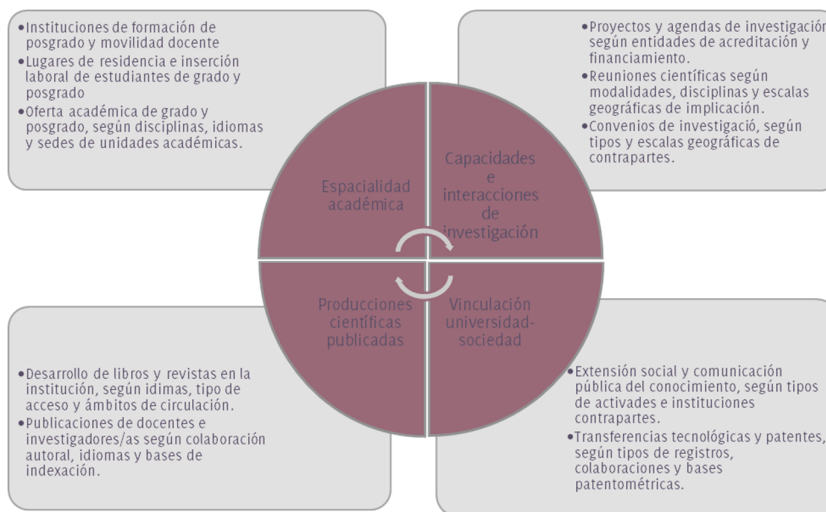 •Instituciones de formación de
posgrado y movilidad docente
•Lugares de residencia e inserción
laboral de estudiantes de grado y
posgrado
•Oferta académica de grado y
posgrado, según disciplinas, idiomas
y sedes de unidades académicas.
•Proyectos y agendas de investigación
según entidades de acreditación y
financiamiento.
•Reuniones científicas según
modalidades, disciplinas y escalas
geográficas de implicación.
•Convenios de investigació, según
tipos y escalas geográficas de
contrapartes.
Espacialidad
académica
Capacidades
e
interacciones
de
investigación
Producciones
científicas
publicadas
Vinculación
universidad-
sociedad
•Desarrollo de libros y revistas en la
institución, según idimas, tipo de
acceso y ámbitos de circulación.
•Publicaciones de docentes e
investigadores/as según colaboración
autoral, idiomas y bases de
indexación.
•Extensión social y comunicación
pública del conocimiento, según tipos
de activades e instituciones
contrapartes.
•Transferencias tecnológicas y patentes,
según tipos de registros,
colaboraciones y bases
patentométricas.